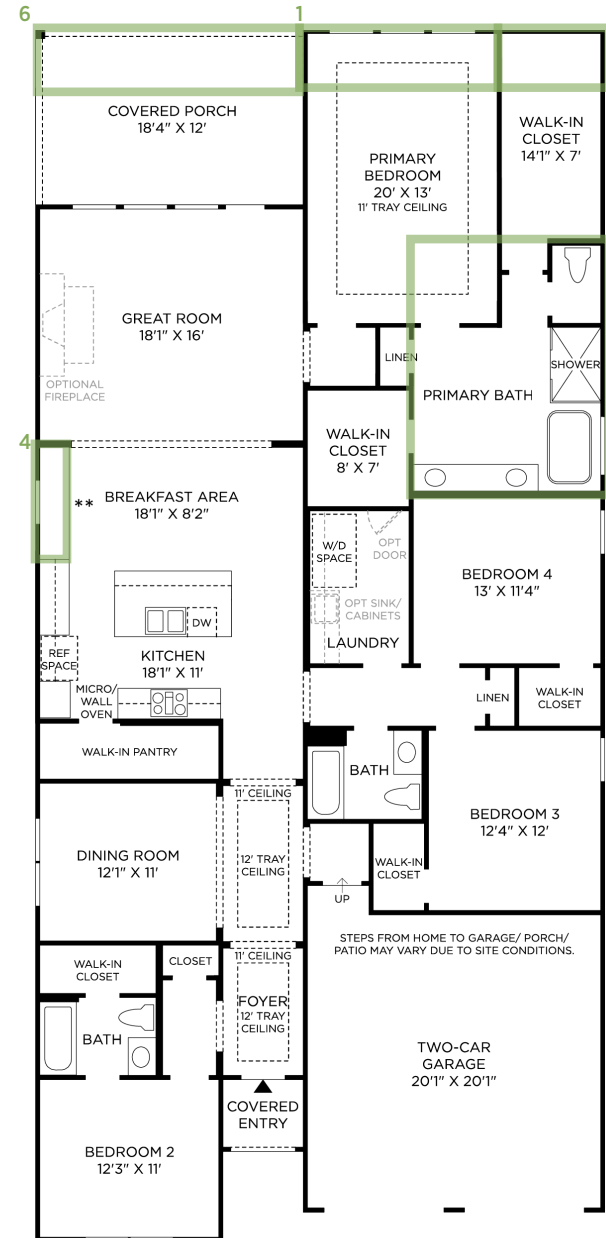 6
1
COVERED PORCH
18'4" X 12'
PRIMARY
BEDROOM
20' X 13'
11' TRAY CEILING
WALK-IN
CLOSET
14'1" X 7'
GREAT ROOM
18'1" X 16'
OPTIONAL
FIREPLACE
LINEN
SHOWER
PRIMARY BATH
WALK-IN
CLOSET
8' X 7'
4
** BREAKFAST AREA
18'1" X 8'2"
W/D
SPACE
OPT
DOOR
OPT SINK/
CABINETS
LAUNDRY
BEDROOM 4
13' X 11'4"
DW
REF
SPACE
KITCHEN
18'1" X 11'
MICRO/
WALL
OVEN
LINEN
WALK-IN
CLOSET
WALK-IN PANTRY
BATH
11' CEILING
BEDROOM 3
12'4" X 12'
DINING ROOM
12'1" X 11'
12' TRAY
CEILING
WALK-IN
CLOSET
UP
STEPS FROM HOME TO GARAGE/ PORCH/
PATIO MAY VARY DUE TO SITE CONDITIONS.
WALK-IN
CLOSET
CLOSET
11' CEILING
FOYER
12' TRAY
CEILING
BATH
TWO-CAR
GARAGE
20'1" X 20'1"
COVERED
ENTRY
BEDROOM 2
12'3" X 11'